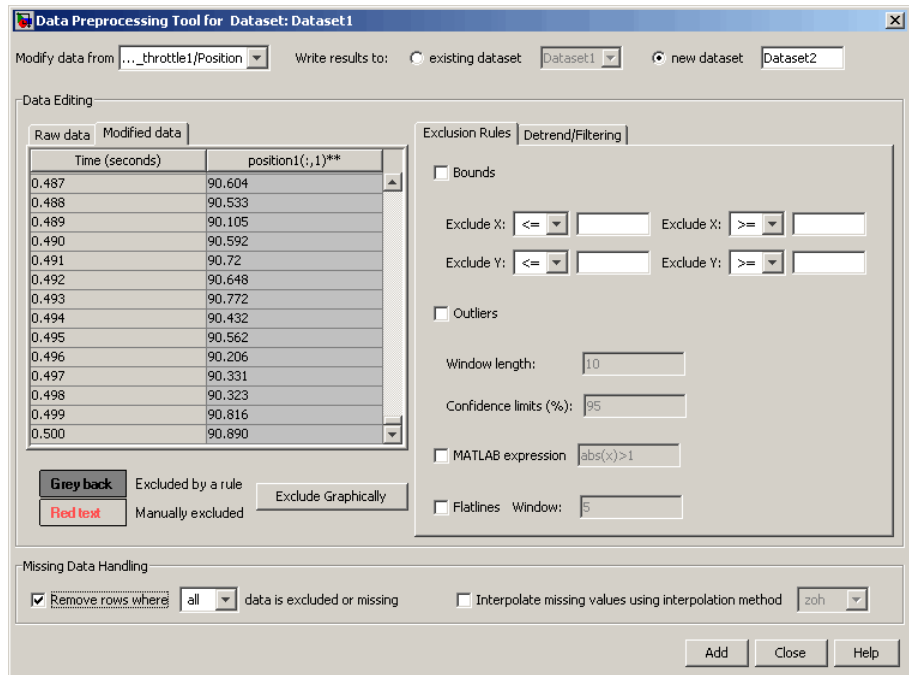 Data Preprocessing Tool for Dataset: Dataset1
Modify data from ..._throttle1/Position Write results to: existing dataset Dataset1 new dataset Dataset2
Data Editing
Raw data Modified data
Time (seconds) position1(:,1)**
0.487 90.604
0.488 90.533
0.489 90.105
0.490 90.592
0.491 90.72
0.492 90.648
0.493 90.772
0.494 90.432
0.495 90.562
0.496 90.206
0.497 90.331
0.498 90.323
0.499 90.816
0.500 90.890
Grey back Excluded by a rule
Red text Manually excluded
Exclude Graphically
Exclusion Rules Detrend/Filtering
Bounds
Exclude X: <= Exclude X: >=
Exclude Y: <= Exclude Y: >=
Outliers
Window length: 10
Confidence limits (%): 95
MATLAB expression abs(x)>1
Flatlines Window: 5
Missing Data Handling
Remove rows where all data is excluded or missing Interpolate missing values using interpolation method zoh
Add Close Help